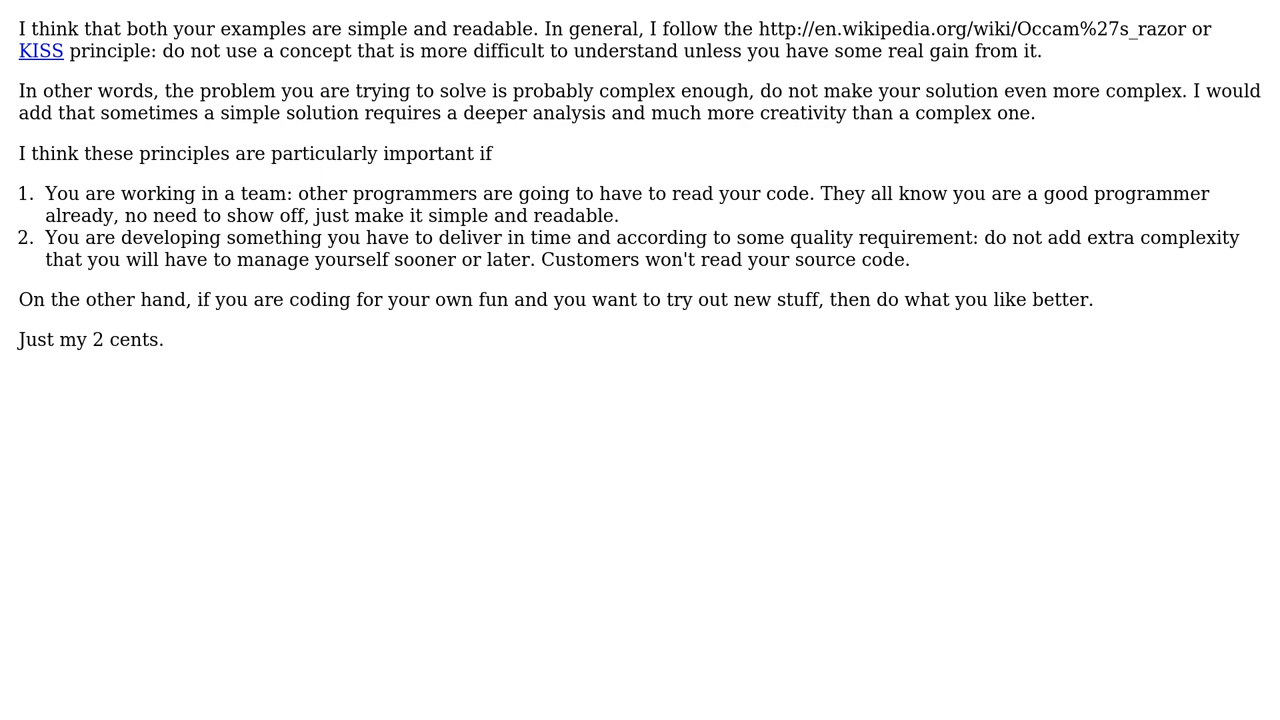 I think that both your examples are simple and readable. In general, I follow the http://en.wikipedia.org/wiki/Occam%27s_razor or
KISS principle: do not use a concept that is more difficult to understand unless you have some real gain from it.
In other words, the problem you are trying to solve is probably complex enough, do not make your solution even more complex. I would
add that sometimes a simple solution requires a deeper analysis and much more creativity than a complex one.
I think these principles are particularly important if
1. You are working in a team: other programmers are going to have to read your code. They all know you are a good programmer
already, no need to show off, just make it simple and readable.
2. You are developing something you have to deliver in time and according to some quality requirement: do not add extra complexity
that you will have to manage yourself sooner or later. Customers won't read your source code.
On the other hand, if you are coding for your own fun and you want to try out new stuff, then do what you like better.
Just my 2 cents.